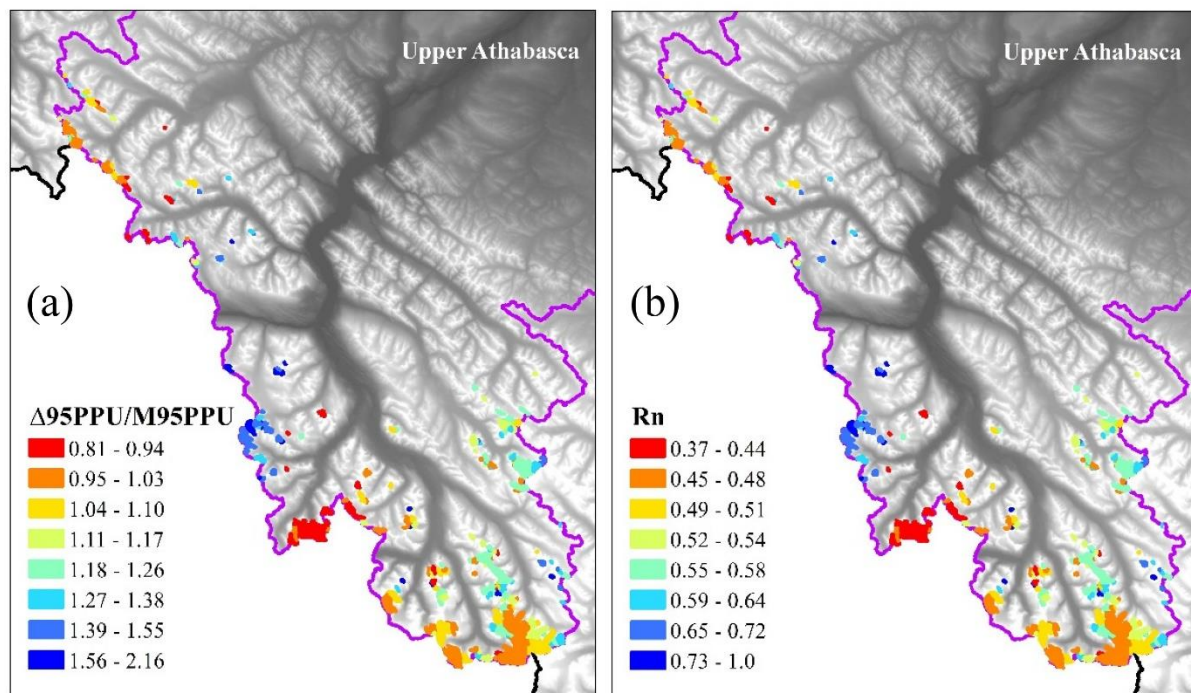 Upper Athabasca
(a)
Δ95PPU/M95PPU
0.81 - 0.94
0.95 - 1.03
1.04 - 1.10
1.11 - 1.17
1.18 - 1.26
1.27 - 1.38
1.39 - 1.55
1.56 - 2.16
Upper Athabasca
(b)
Rn
0.37 - 0.44
0.45 - 0.48
0.49 - 0.51
0.52 - 0.54
0.55 - 0.58
0.59 - 0.64
0.65 - 0.72
0.73 - 1.0